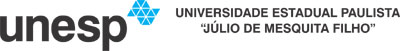 unesp
UNIVERSIDADE ESTADUAL PAULISTA
“JÚLIO DE MESQUITA FILHO”